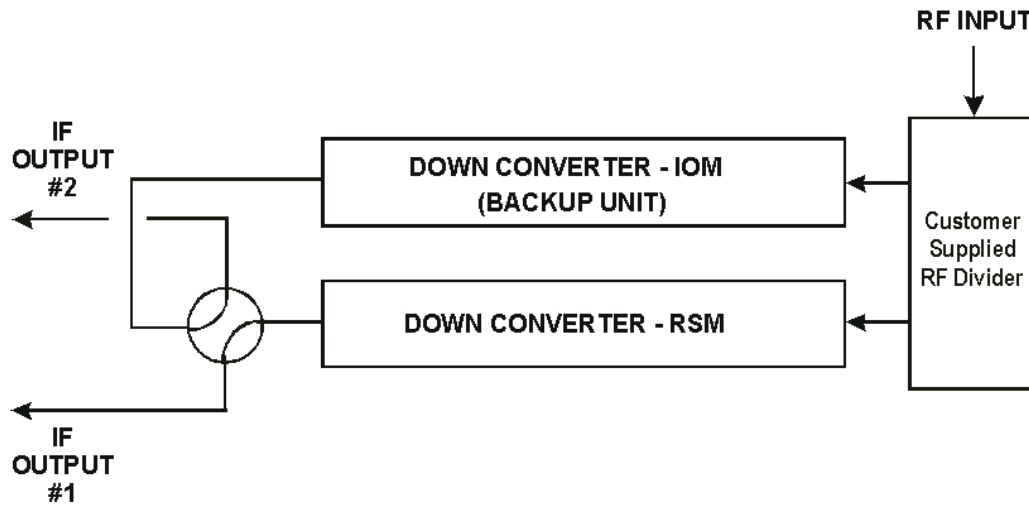 RF INPUT
IF
OUTPUT
#2
DOWN CONVERTER - IOM
(BACKUP UNIT)
Customer
Supplied
RF Divider
DOWN CONVERTER - RSM
IF
OUTPUT
#1